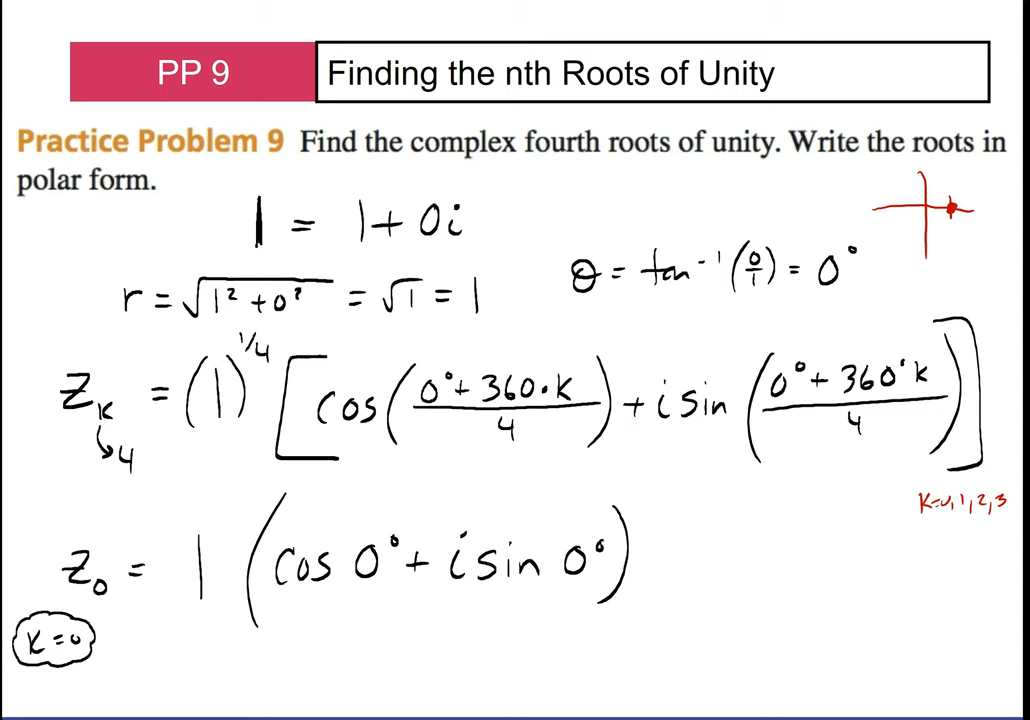 PP 9 Finding the nth Roots of Unity
Practice Problem 9 Find the complex fourth roots of unity. Write the roots in
polar form.
1 = 1 + 0i
r = √(1² + 0²) = √1 = 1
θ = tan⁻¹(0/1) = 0°
z_k = (1)^(1/4) [cos((0° + 360·k)/4) + i sin((0° + 360°k)/4)]
↳4
k=0,1,2,3
z_0 = 1 (cos 0° + i sin 0°)
k=0